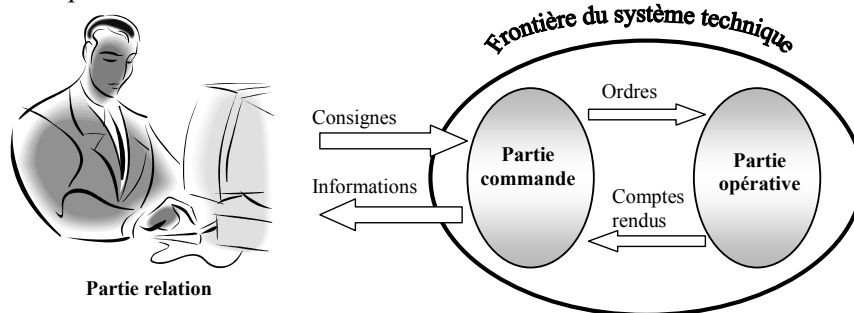 Frontière du système technique
Consignes
Ordres
Partie
commande
Partie
opérative
Informations
Comptes
rendus
Partie relation